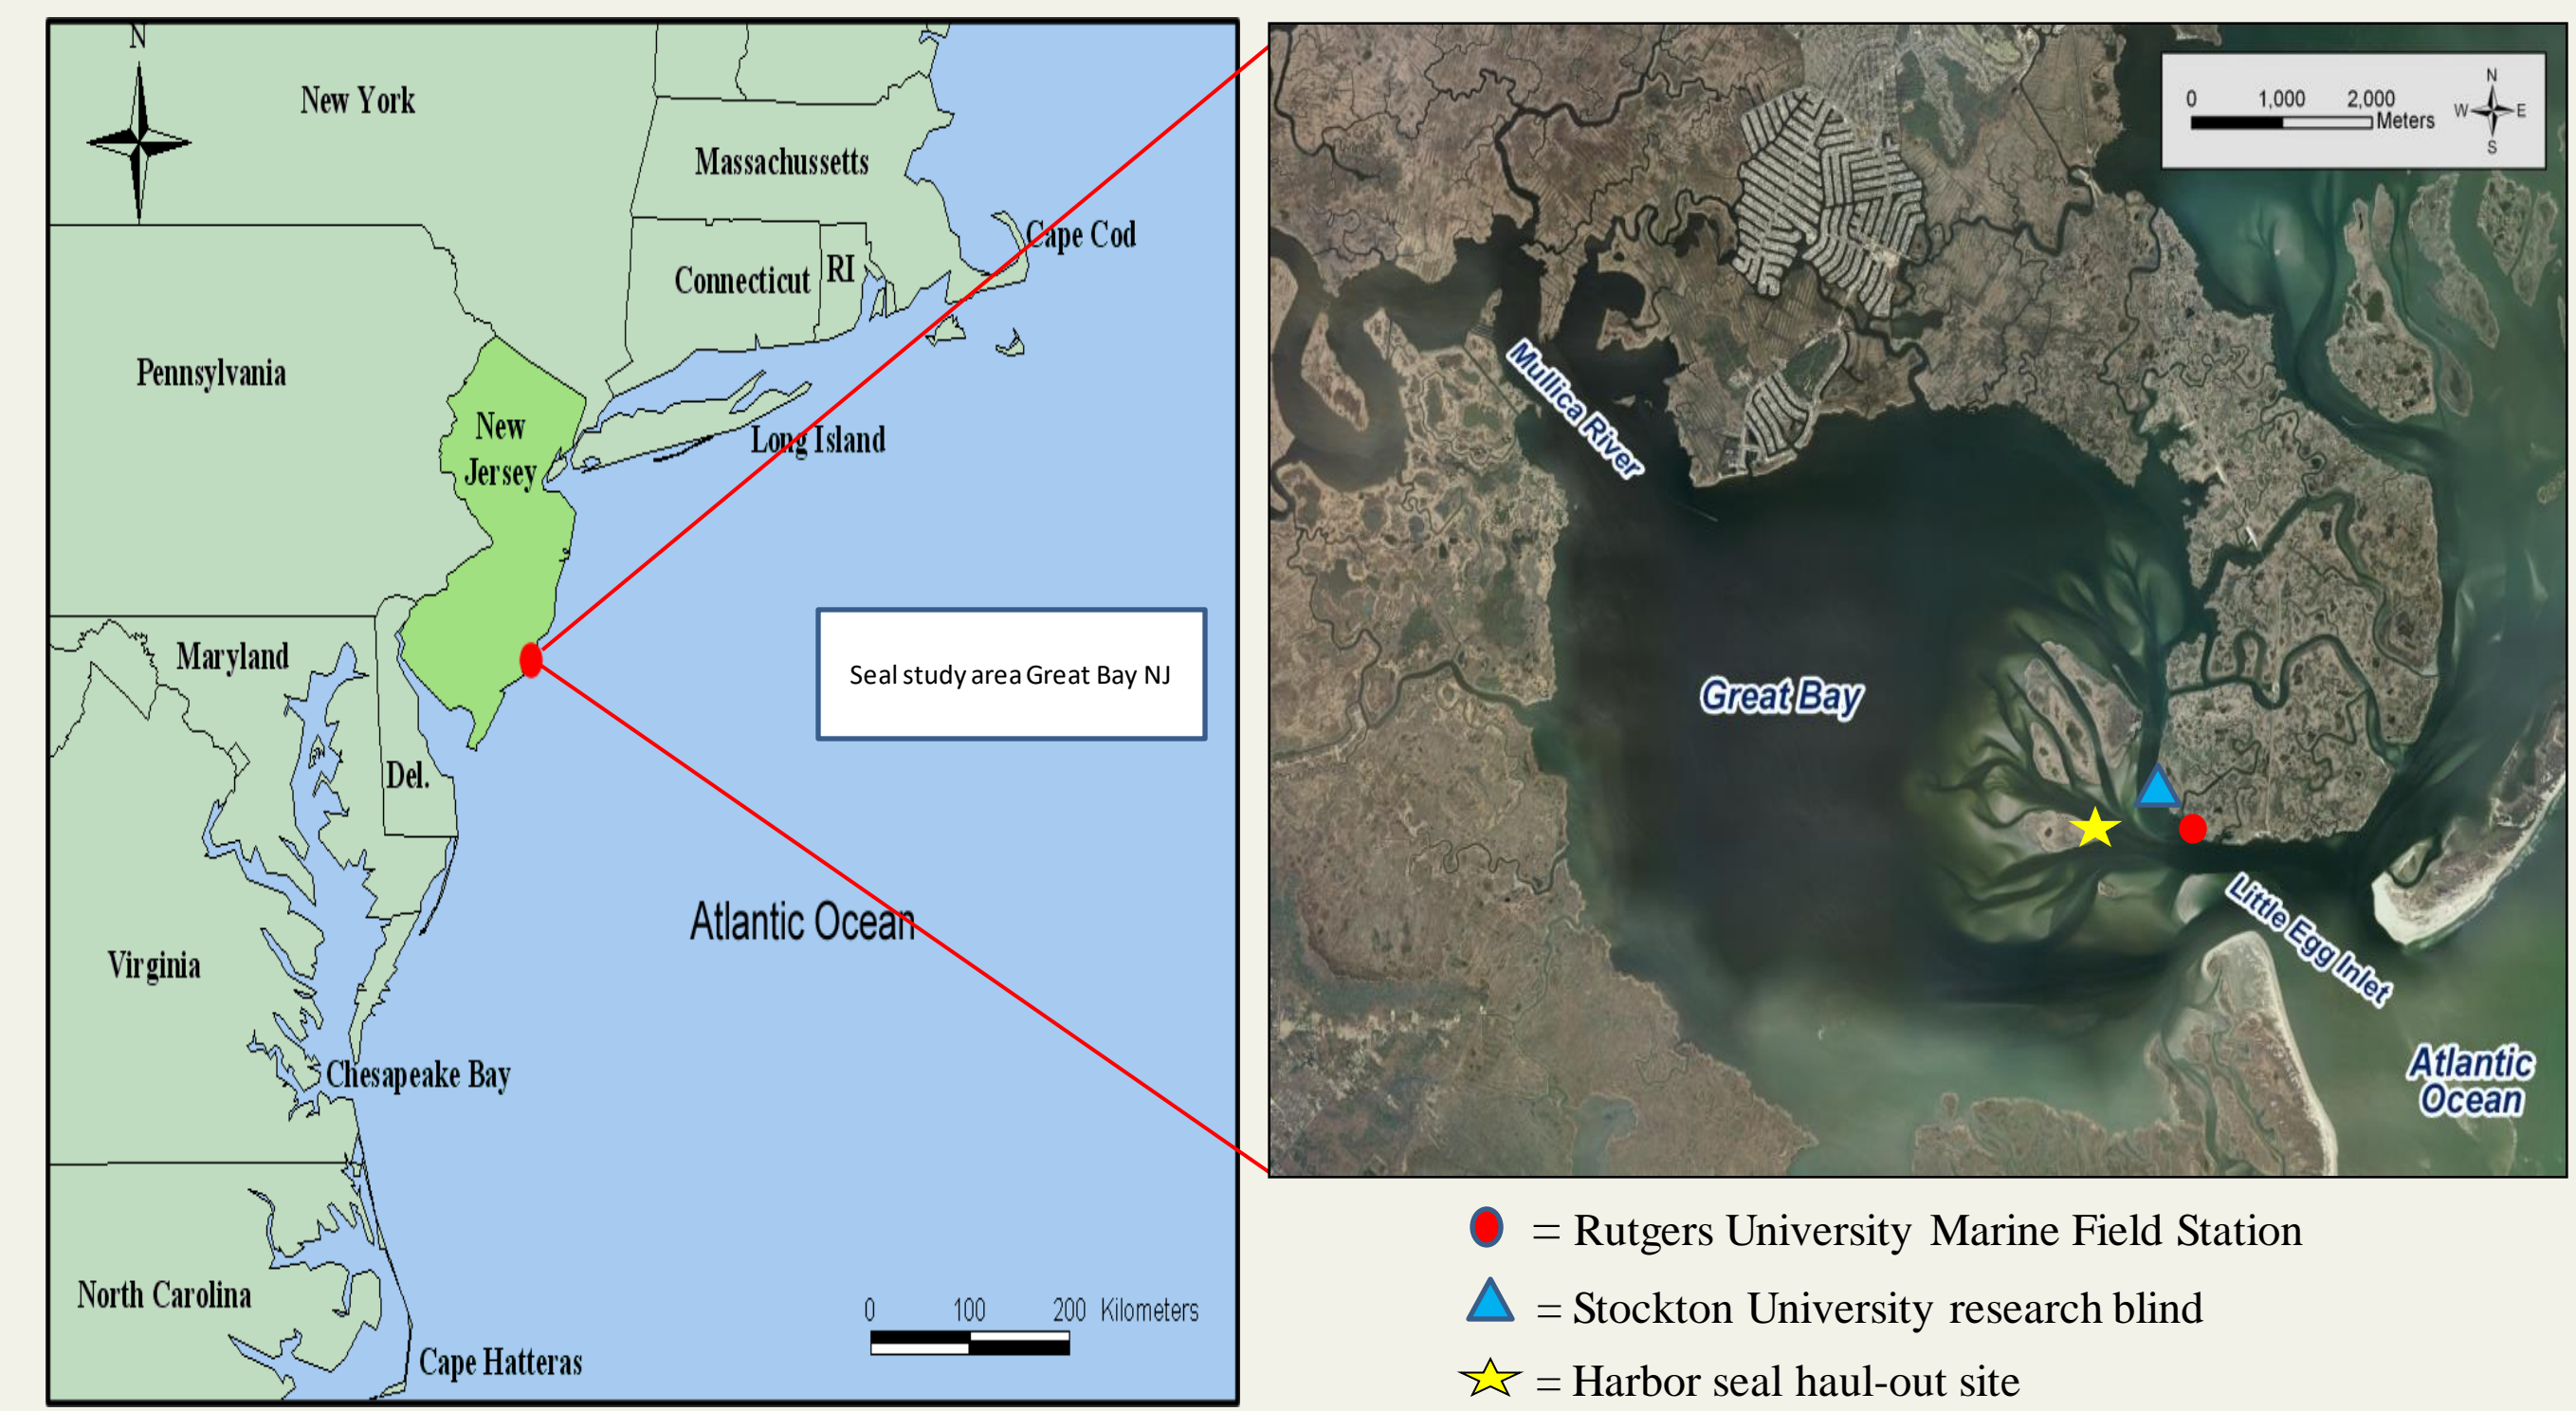 N
New York
Massachussetts
Cape Cod
Connecticut
RI
Pennsylvania
New
Jersey
Long Island
Maryland
Seal study area Great Bay NJ
Del.
Atlantic Ocean
Virginia
Chesapeake Bay
North Carolina
0 100 200 Kilometers
Cape Hatteras
N
0 1,000 2,000
Meters
W E
S
Mullica River
Great Bay
Little Egg Inlet
Atlantic
Ocean
= Rutgers University Marine Field Station
= Stockton University research blind
= Harbor seal haul-out site